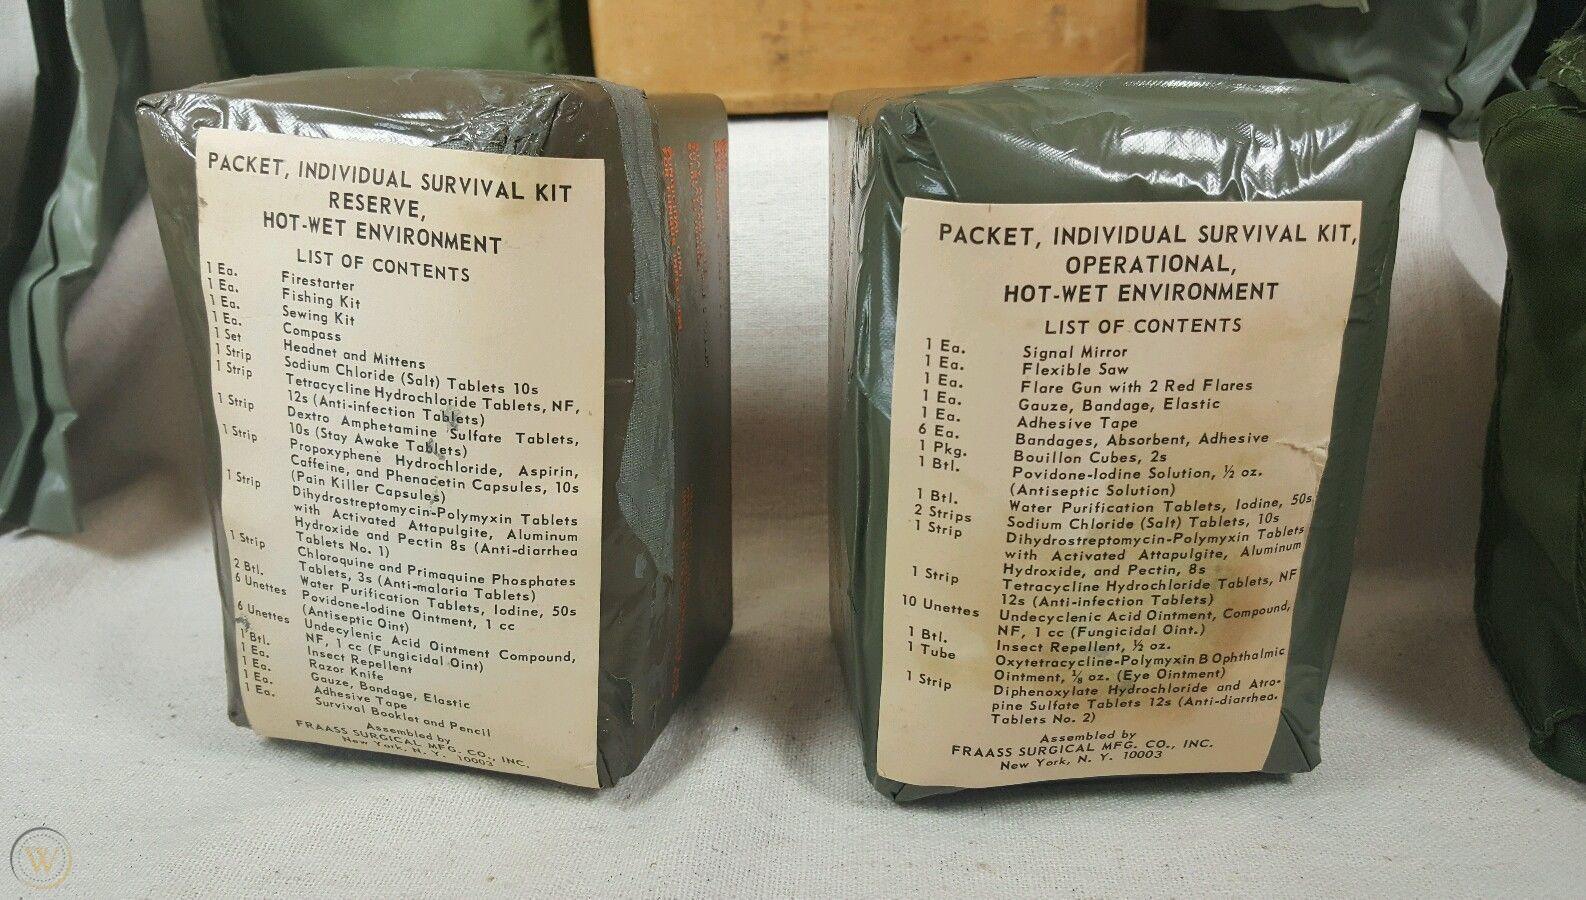 PACKET, INDIVIDUAL SURVIVAL KIT
RESERVE,
HOT-WET ENVIRONMENT
LIST OF CONTENTS
1 Ea. Firestarter
1 Ea. Fishing Kit
1 Ea. Sewing Kit
1 Ea. Compass
1 Set Headnet and Mittens
1 Strip Sodium Chloride (Salt) Tablets 10s
1 Strip Tetracycline Hydrochloride Tablets, NF,
12s (Anti-infection Tablets)
1 Strip Dextro Amphetamine Sulfate Tablets,
10s (Stay Awake Tablets)
1 Strip Propoxyphene Hydrochloride, Aspirin,
Caffeine, and Phenacetin Capsules, 10s
(Pain Killer Capsules)
1 Strip Dihydrostreptomycin-Polymyxin Tablets
with Activated Attapulgite, Aluminum
Hydroxide and Pectin 8s (Anti-diarrhea
Tablets No. 1)
1 Strip Chloroquine and Primaquine Phosphates
Tablets, 3s (Anti-malaria Tablets)
2 Btl. Water Purification Tablets, Iodine, 50s
6 Unettes Povidone-Iodine Ointment, 1 cc
(Antiseptic Oint)
6 Unettes Undecylenic Acid Ointment Compound,
NF, 1 cc (Fungicidal Oint)
1 Btl. Insect Repellent
1 Ea. Razor Knife
1 Ea. Gauze, Bandage, Elastic
1 Ea. Adhesive Tape
1 Ea. Survival Booklet and Pencil
Assembled by
FRAASS SURGICAL MFG. CO., INC.
New York, N. Y. 10003
PACKET, INDIVIDUAL SURVIVAL KIT,
OPERATIONAL,
HOT-WET ENVIRONMENT
LIST OF CONTENTS
1 Ea. Signal Mirror
1 Ea. Flexible Saw
1 Ea. Flare Gun with 2 Red Flares
1 Ea. Gauze, Bandage, Elastic
1 Ea. Adhesive Tape
6 Ea. Bandages, Absorbent, Adhesive
1 Pkg. Bouillon Cubes, 2s
1 Btl. Povidone-Iodine Solution, ½ oz.
(Antiseptic Solution)
1 Btl. Water Purification Tablets, Iodine, 50s
2 Strips Sodium Chloride (Salt) Tablets, 10s
1 Strip Dihydrostreptomycin-Polymyxin Tablets
with Activated Attapulgite, Aluminum
Hydroxide, and Pectin, 8s
1 Strip Tetracycline Hydrochloride Tablets, NF
12s (Anti-infection Tablets)
10 Unettes Undecyclenic Acid Ointment, Compound,
NF, 1 cc (Fungicidal Oint.)
1 Btl. Insect Repellent, ½ oz.
1 Tube Oxytetracycline-Polymyxin B Ophthalmic
Ointment, ⅛ oz. (Eye Ointment)
1 Strip Diphenoxylate Hydrochloride and Atro-
pine Sulfate Tablets 12s (Anti-diarrhea.
Tablets No. 2)
Assembled by
FRAASS SURGICAL MFG. CO., INC.
New York, N. Y. 10003
W